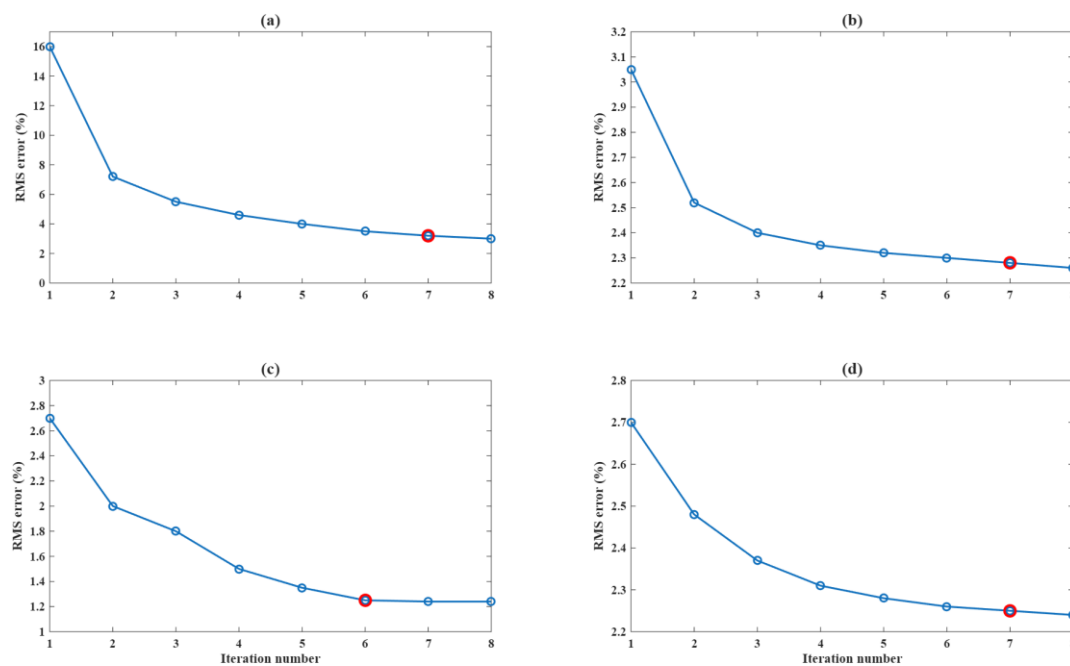 (a)
RMS error (%)
16
14
12
10
8
6
4
2
0
1 2 3 4 5 6 7 8
(b)
RMS error (%)
3.2
3.1
3
2.9
2.8
2.7
2.6
2.5
2.4
2.3
2.2
1 2 3 4 5 6 7
(c)
RMS error (%)
3
2.8
2.6
2.4
2.2
2
1.8
1.6
1.4
1.2
1
1 2 3 4 5 6 7 8
Iteration number
(d)
RMS error (%)
2.8
2.7
2.6
2.5
2.4
2.3
2.2
1 2 3 4 5 6 7
Iteration number